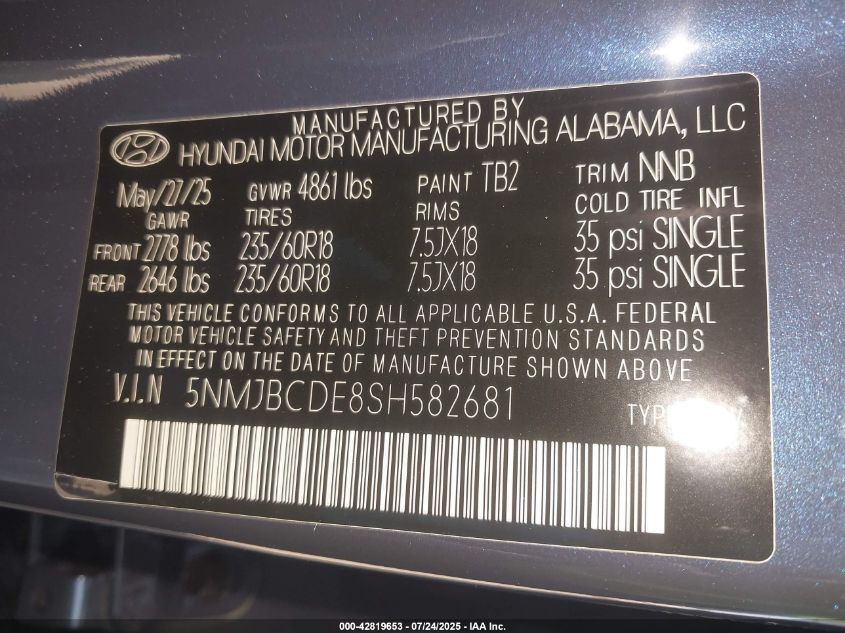 MANUFACTURED BY
HYUNDAI MOTOR MANUFACTURING ALABAMA, LLC
May/27/25 GVWR 4861 lbs PAINT TB2 TRIM NNB
GAWR TIRES RIMS COLD TIRE INFL
FRONT 2778 lbs 235/60R18 7.5JX18 35 psi SINGLE
REAR 2646 lbs 235/60R18 7.5JX18 35 psi SINGLE
THIS VEHICLE CONFORMS TO ALL APPLICABLE U.S.A. FEDERAL
MOTOR VEHICLE SAFETY AND THEFT PREVENTION STANDARDS
IN EFFECT ON THE DATE OF MANUFACTURE SHOWN ABOVE
V.I.N 5NMJBCDE8SH582681
000-42819653 - 07/24/2025 - IAA Inc.